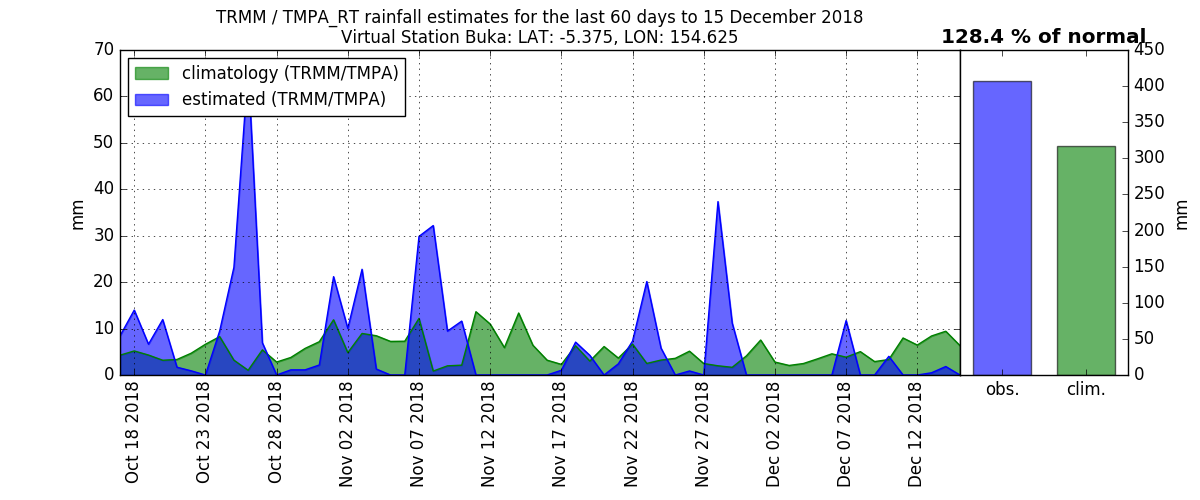 TRMM / TMPA_RT rainfall estimates for the last 60 days to 15 December 2018
Virtual Station Buka: LAT: -5.375, LON: 154.625
128.4 % of normal
climatology (TRMM/TMPA)
estimated (TRMM/TMPA)
mm
70
60
50
40
30
20
10
0
Oct 18 2018
Oct 23 2018
Oct 28 2018
Nov 02 2018
Nov 07 2018
Nov 12 2018
Nov 17 2018
Nov 22 2018
Nov 27 2018
Dec 02 2018
Dec 07 2018
Dec 12 2018
obs.
clim.
450
400
350
300
250
200
150
100
50
0
mm